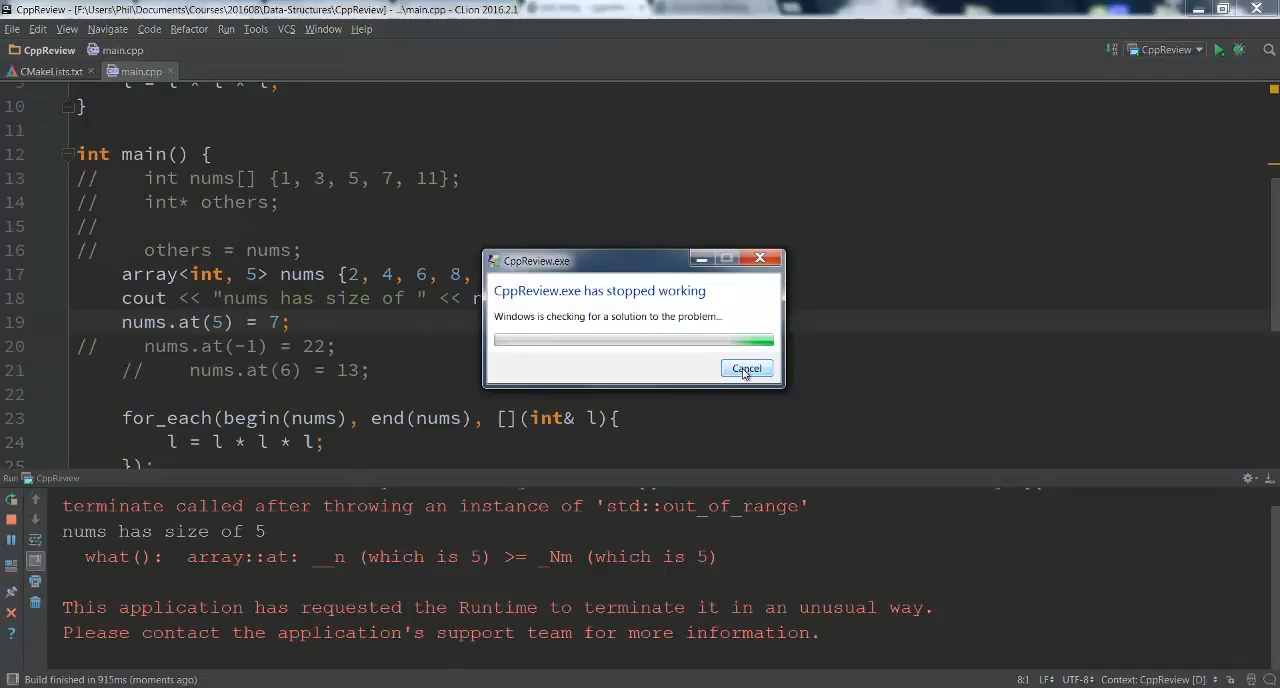 CppReview - [F:\Users\Phil\Documents\Courses\201608\Data-Structures\CppReview] - ...\main.cpp - CLion 2016.2.1
File Edit View Navigate Code Refactor Run Tools VCS Window Help
CppReview main.cpp CppReview
CMakeLists.txt main.cpp
10 }
11
12 int main() {
13 // int nums[] {1, 3, 5, 7, 11};
14 // int* others;
15 //
16 // others = nums;
17 array<int, 5> nums {2, 4, 6, 8,
18 cout << "nums has size of " <<
19 nums.at(5) = 7;
20 // nums.at(-1) = 22;
21 // nums.at(6) = 13;
22
23 for_each(begin(nums), end(nums), [](int& l){
24 l = l * l * l;
25 });
CppReview.exe
CppReview.exe has stopped working
Windows is checking for a solution to the problem...
Cancel
Run CppReview
terminate called after throwing an instance of 'std::out_of_range'
nums has size of 5
what(): array::at: __n (which is 5) >= _Nm (which is 5)
This application has requested the Runtime to terminate it in an unusual way.
Please contact the application's support team for more information.
Build finished in 915ms (moments ago) 8:1 LF UTF-8 Context: CppReview [D]